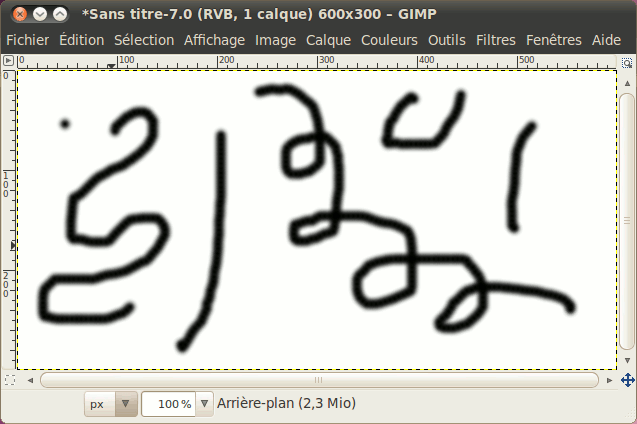 *Sans titre-7.0 (RVB, 1 calque) 600x300 – GIMP
Fichier Édition Sélection Affichage Image Calque Couleurs Outils Filtres Fenêtres Aide
0 100 200 300 400 500
0
100
200
px 100 % Arrière-plan (2,3 Mio)